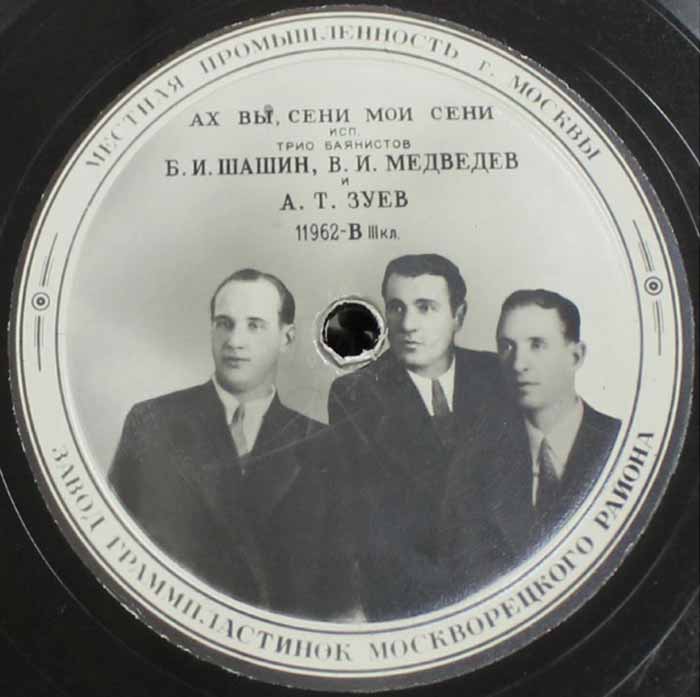 МЕСТНАЯ ПРОМЫШЛЕННОСТЬ г. МОСКВЫ
АХ ВЫ, СЕНИ МОИ СЕНИ
ИСП.
ТРИО БАЯНИСТОВ
Б. И. ШАШИН, В. И. МЕДВЕДЕВ
И
А. Т. ЗУЕВ
11962-В III кл.
ЗАВОД ГРАММПЛАСТИНОК МОСКВОРЕЦКОГО РАЙОНА